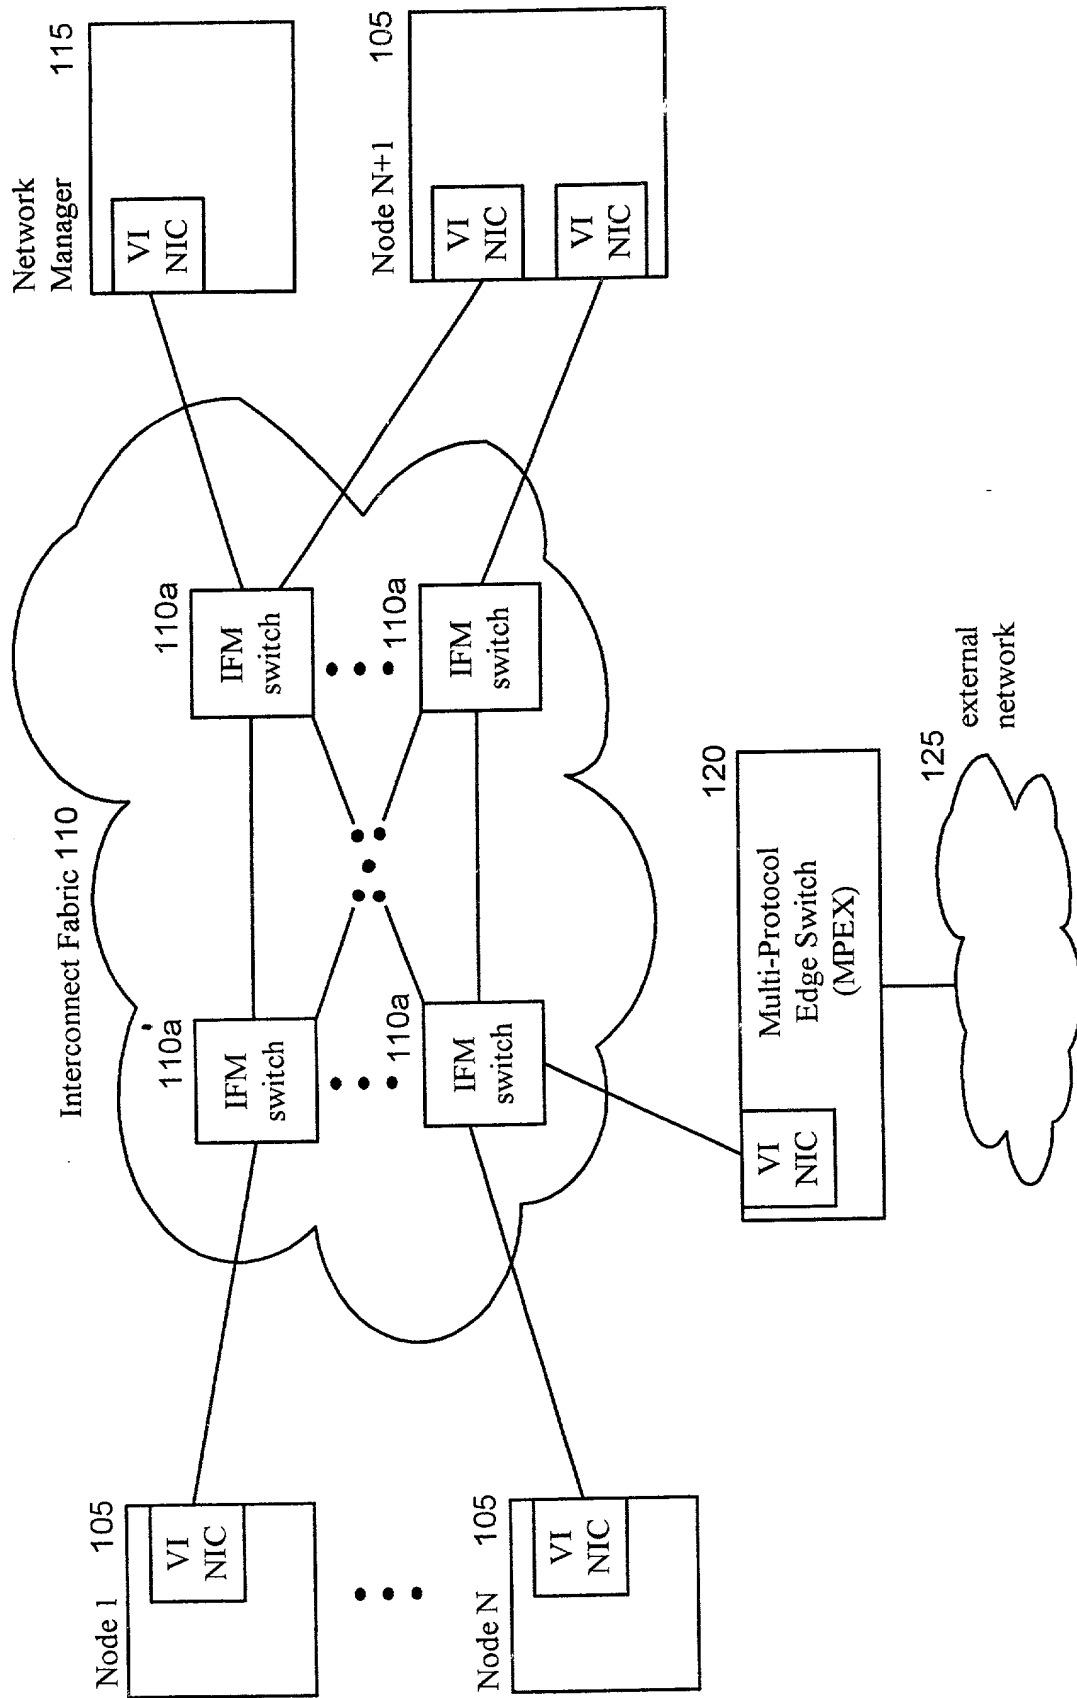 Network
Manager
115
VI
NIC
Node N+1
105
VI
NIC
VI
NIC
Interconnect Fabric 110
110a
IFM
switch
110a
IFM
switch
110a
IFM
switch
110a
IFM
switch
Node 1
105
VI
NIC
Node N
105
VI
NIC
120
Multi-Protocol
Edge Switch
(MPEX)
VI
NIC
125
external
network